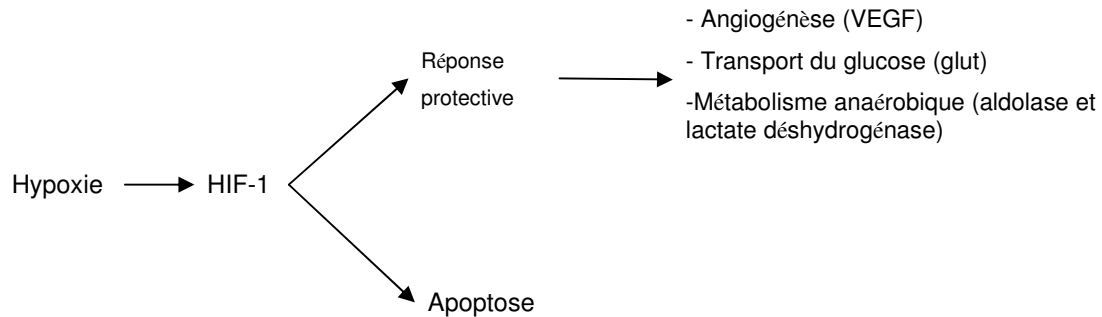 - Angiogénèse (VEGF)
- Transport du glucose (glut)
-Métabolisme anaérobique (aldolase et
lactate déshydrogénase)
Réponse
protective
Hypoxie
HIF-1
Apoptose